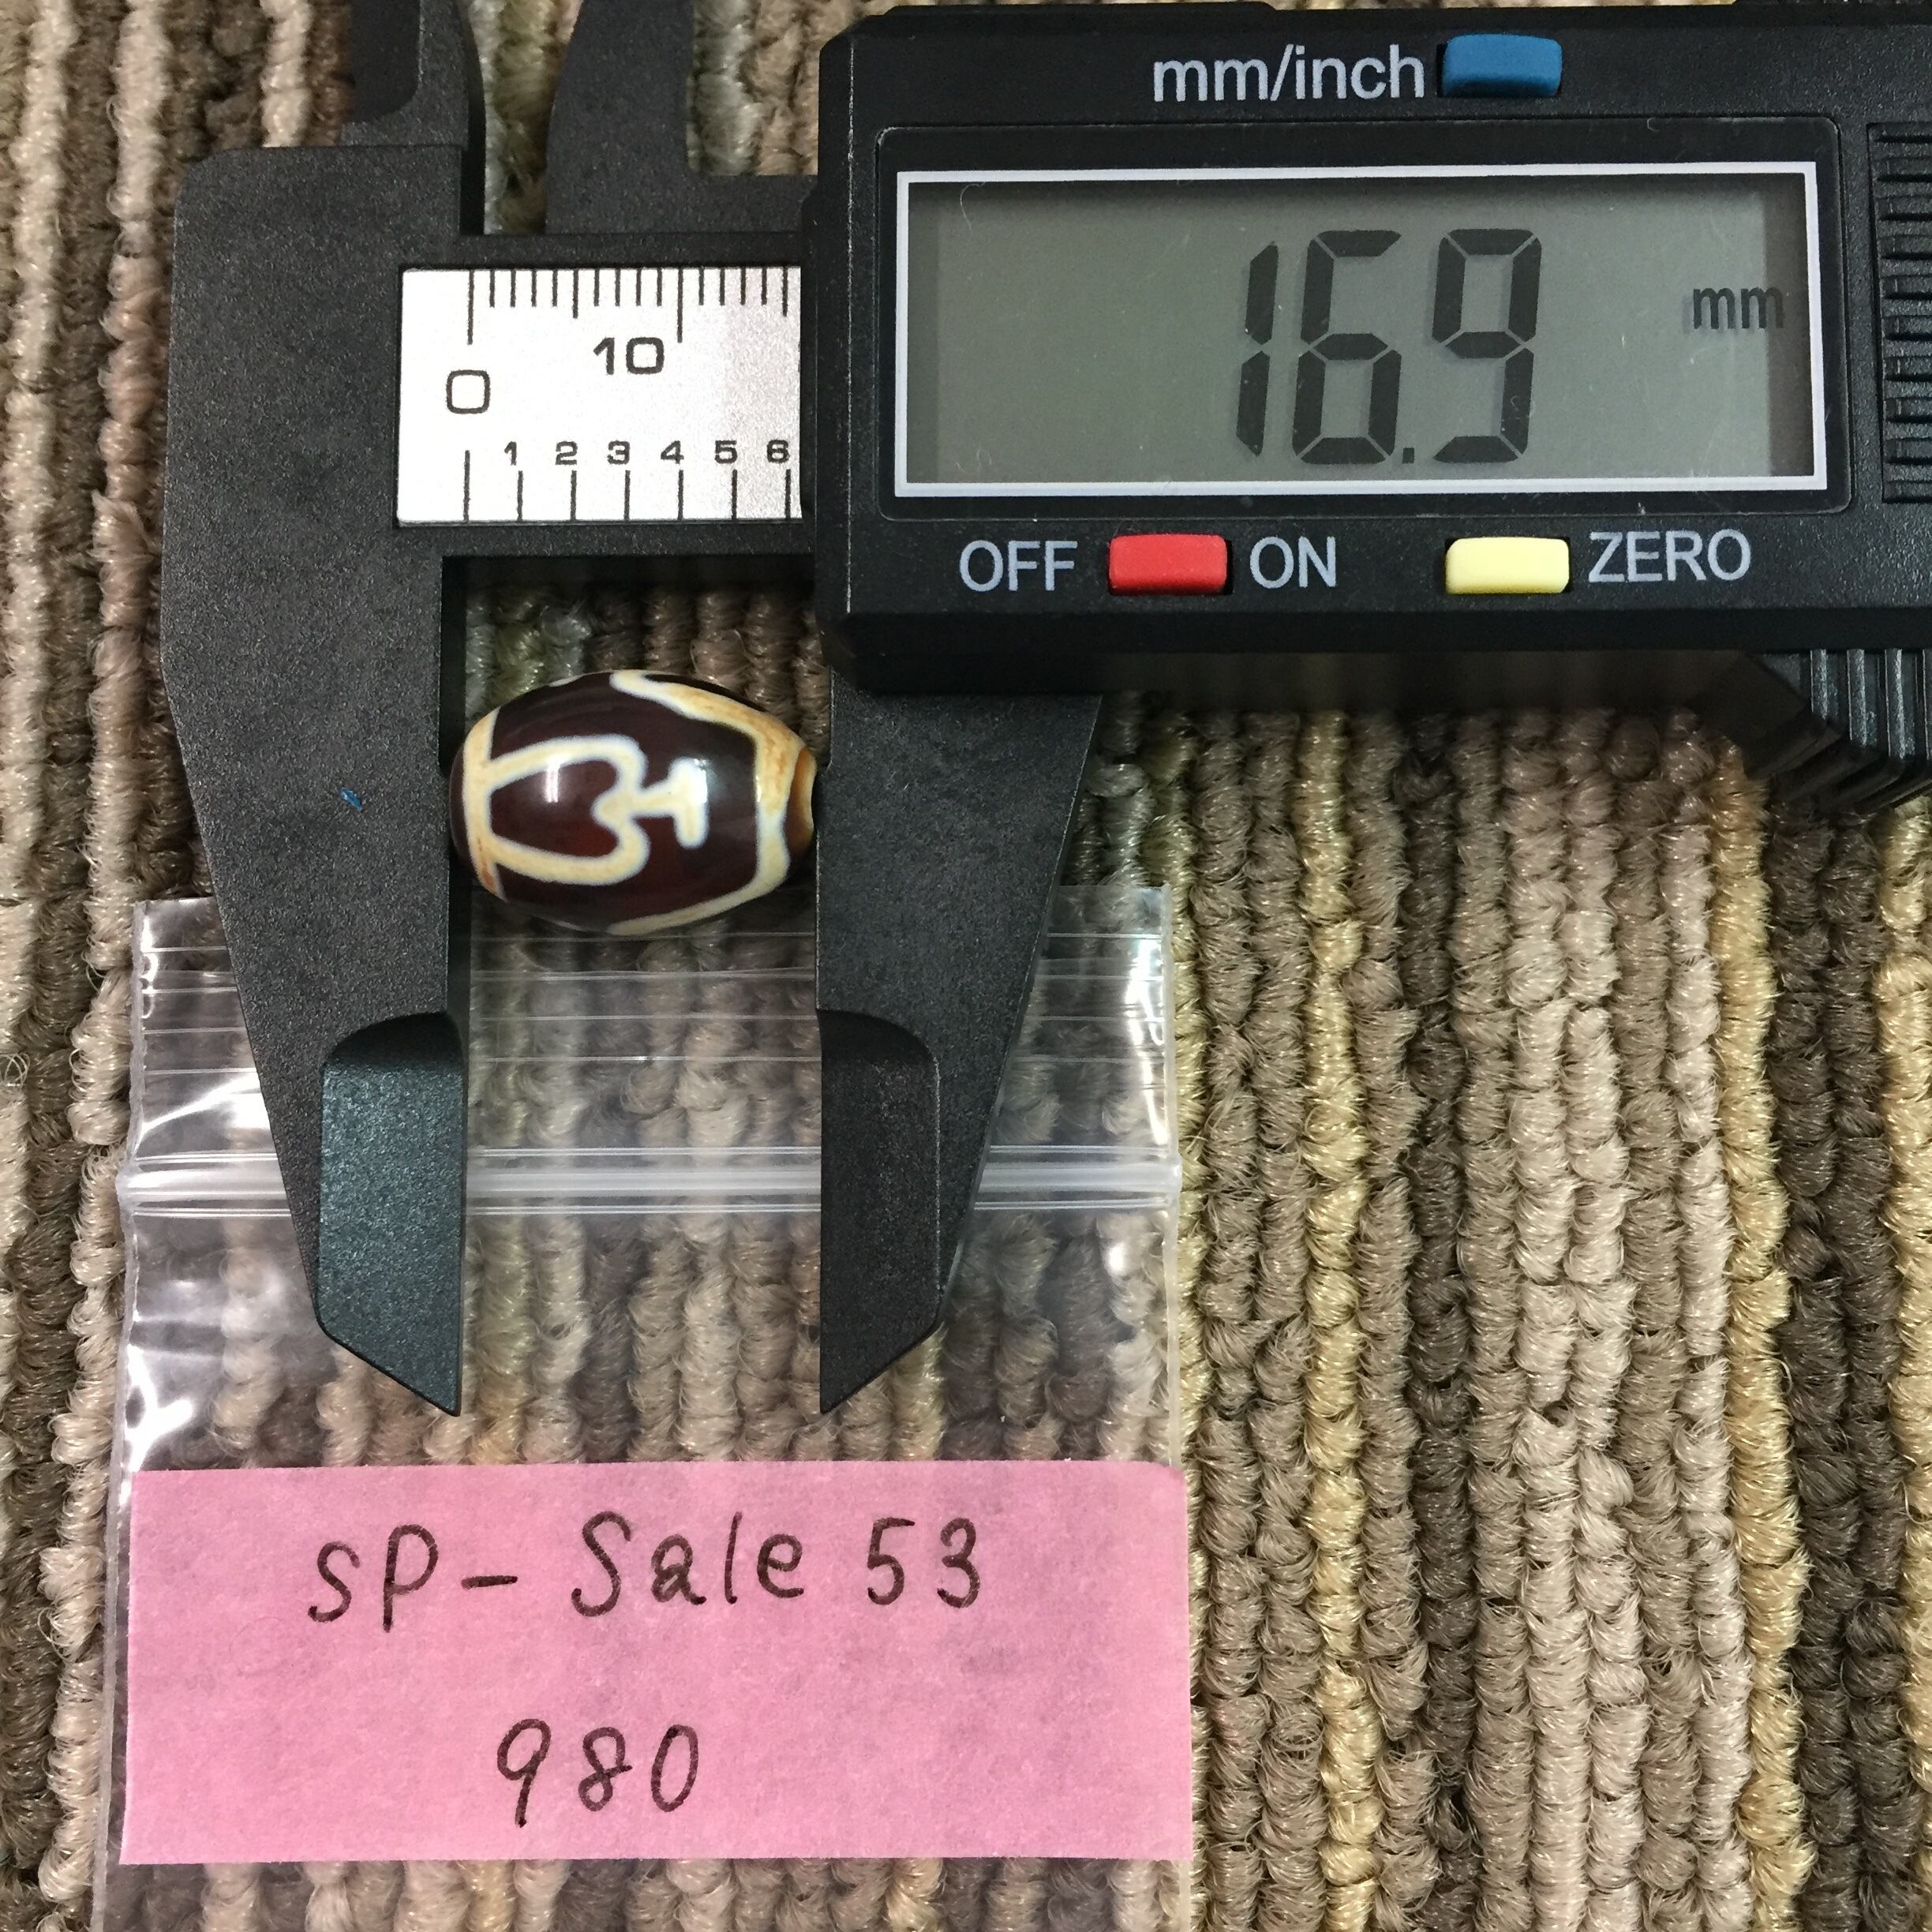 mm/inch
16.9 mm
OFF ON ZERO
10
0
1 2 3 4 5 6
SP - Sale 53
980